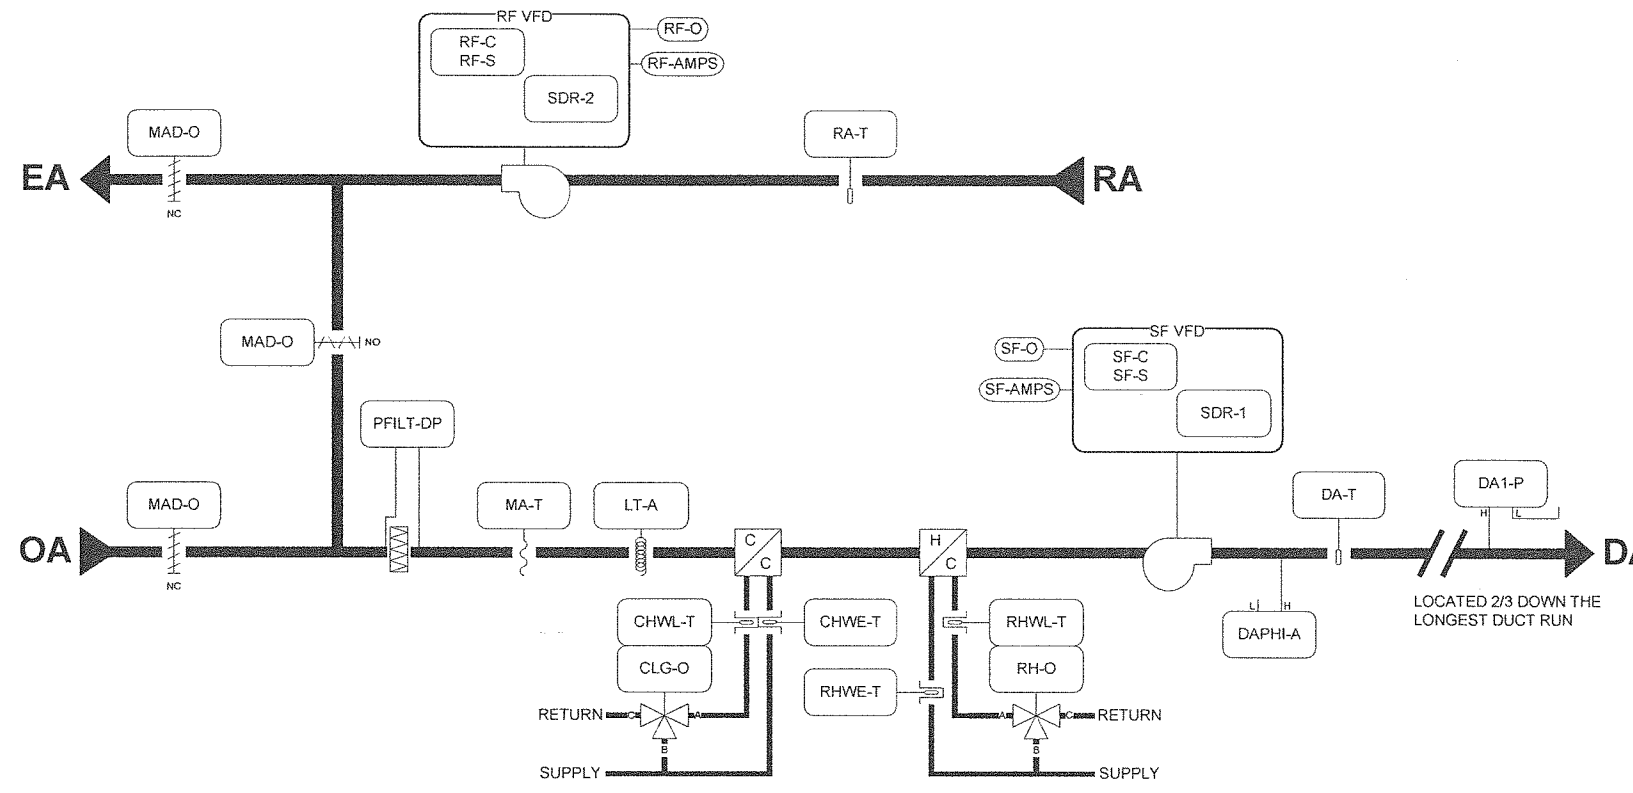 RF VFD
RF-C
RF-S
SDR-2
RF-O
RF-AMPS
MAD-O
NC
RA-T
EA
RA
MAD-O
NO
SF VFD
SF-C
SF-S
SDR-1
SF-O
SF-AMPS
PFILT-DP
MAD-O
NC
MA-T
LT-A
DA-T
DA1-P
H
L
OA
C
C
H
C
DA
LOCATED 2/3 DOWN THE
LONGEST DUCT RUN
L
H
DAPHI-A
CHWL-T
CHWE-T
RHWL-T
CLG-O
RHWE-T
RH-O
RETURN
C
A
B
A
C
RETURN
B
SUPPLY
SUPPLY